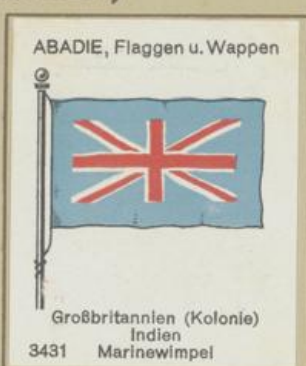 ABADIE, Flaggen u. Wappen
Großbritannien (Kolonie)
Indien
3431 Marinewimpel